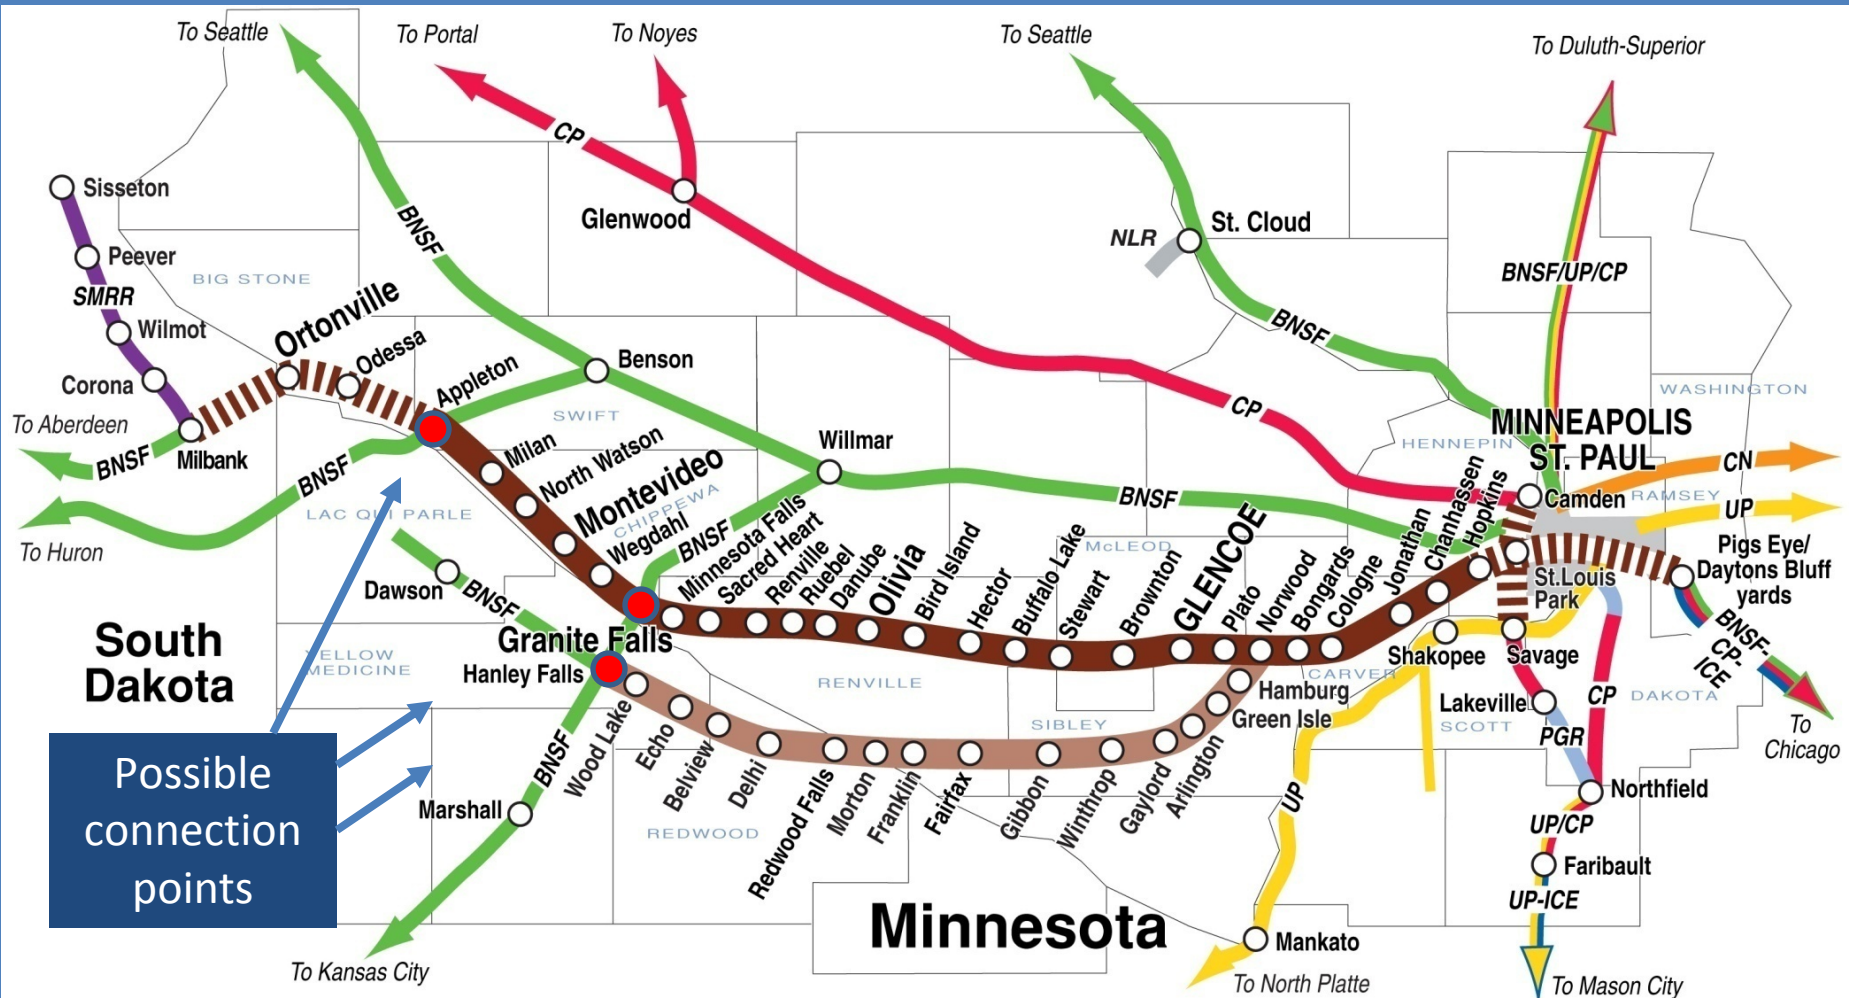 To Seattle
To Portal
To Noyes
To Seattle
To Duluth-Superior
CP
Sisseton
Glenwood
St. Cloud
NLR
BNSF
Peever
BIG STONE
BNSF/UP/CP
SMRR
Ortonville
Wilmot
BNSF
Odessa
Benson
Corona
Appleton
WASHINGTON
SWIFT
CP
MINNEAPOLIS
ST. PAUL
To Aberdeen
HENNEPIN
Willmar
BNSF
Milbank
Milan
North Watson
Montevideo
CHIPPEWA
CN
BNSF
BNSF
Camden
RAMSEY
UP
LAC QUI PARLE
Wegdahl
BNSF
Minnesota Falls
Sacred Heart
Renville
Ruebel
Danube
Olivia
Bird Island
Hector
Buffalo Lake
Stewart
McLEOD
Brownton
GLENCOE
Plato
Norwood
Bongards
Cologne
Jonathan
Chanhassen
Hopkins
To Huron
Pigs Eye/
Daytons Bluff
yards
St.Louis
Park
Dawson
BNSF
BNSF-
CP-
ICE
South
Dakota
YELLOW
MEDICINE
Granite Falls
Hanley Falls
RENVILLE
Shakopee
Savage
CARVER
Hamburg
Green Isle
SIBLEY
Lakeville
SCOTT
CP
DAKOTA
PGR
To
Chicago
Possible
connection
points
BNSF
Wood Lake
Echo
Belview
Delhi
Redwood Falls
Morton
Franklin
Fairfax
Gibbon
Winthrop
Gaylord
Arlington
UP
Northfield
Marshall
REDWOOD
UP/CP
Faribault
UP-ICE
Minnesota
Mankato
To Kansas City
To North Platte
To Mason City